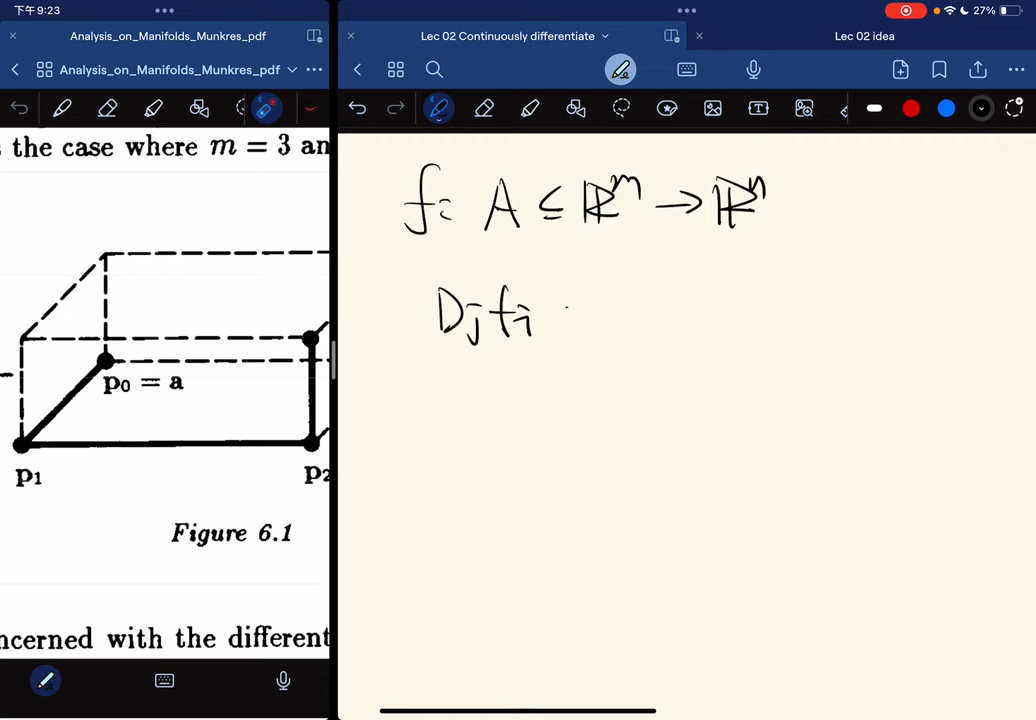 下午9:23
27%
Analysis_on_Manifolds_Munkres_pdf
Analysis_on_Manifolds_Munkres_pdf
Lec 02 Continuously differentiate
Lec 02 idea
the case where m = 3 an
p₀ = a
p₁
p₂
Figure 6.1
ncerned with the different
f: A ⊆ ℝᵐ → ℝⁿ
Dⱼfᵢ